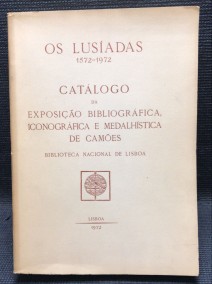 OS LUSÍADAS
1572-1972
CATÁLOGO
DA
EXPOSIÇÃO BIBLIOGRÁFICA,
ICONOGRÁFICA E MEDALHÍSTICA
DE CAMÕES
BIBLIOTECA NACIONAL DE LISBOA
LISBOA
1972